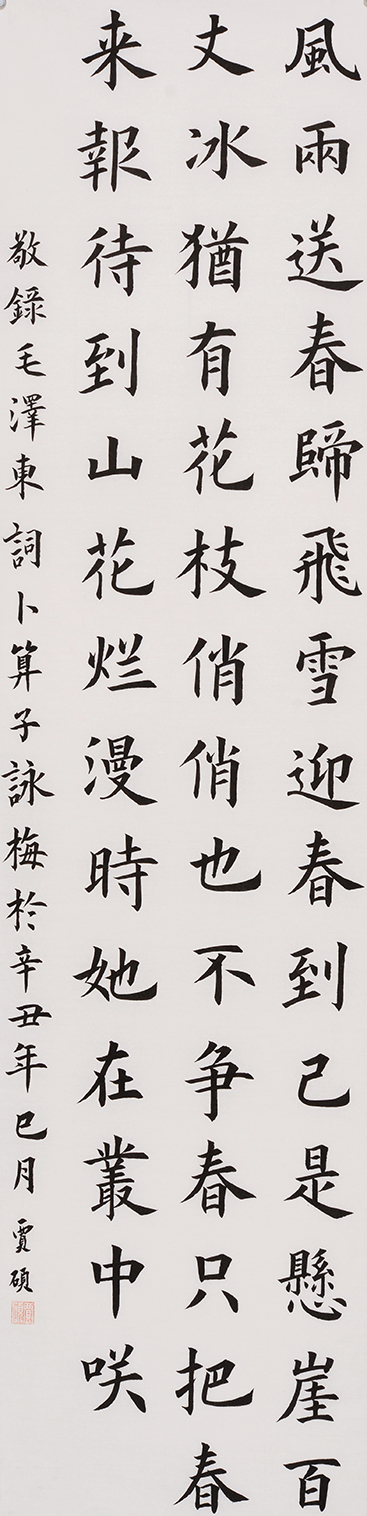 風雨送春歸飛雪迎春到已是懸崖百
丈冰猶有花枝俏俏也不争春只把春
来報待到山花烂漫時她在叢中咲
敬錄毛澤東詞卜算子詠梅於辛丑年巳月 賈碩